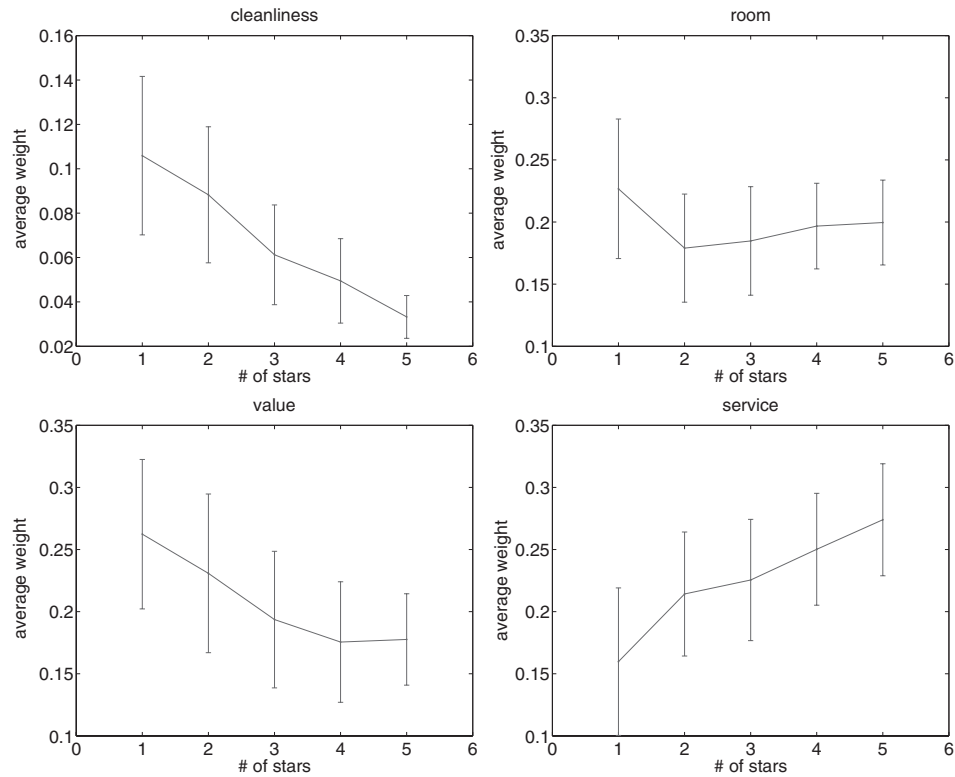 cleanliness
0.16
0.14
0.12
0.1
0.08
0.06
0.04
0.02
average weight
0 1 2 3 4 5 6
# of stars
room
0.35
0.3
0.25
0.2
0.15
0.1
average weight
0 1 2 3 4 5 6
# of stars
value
0.35
0.3
0.25
0.2
0.15
0.1
average weight
0 1 2 3 4 5 6
# of stars
service
0.35
0.3
0.25
0.2
0.15
0.1
average weight
0 1 2 3 4 5 6
# of stars